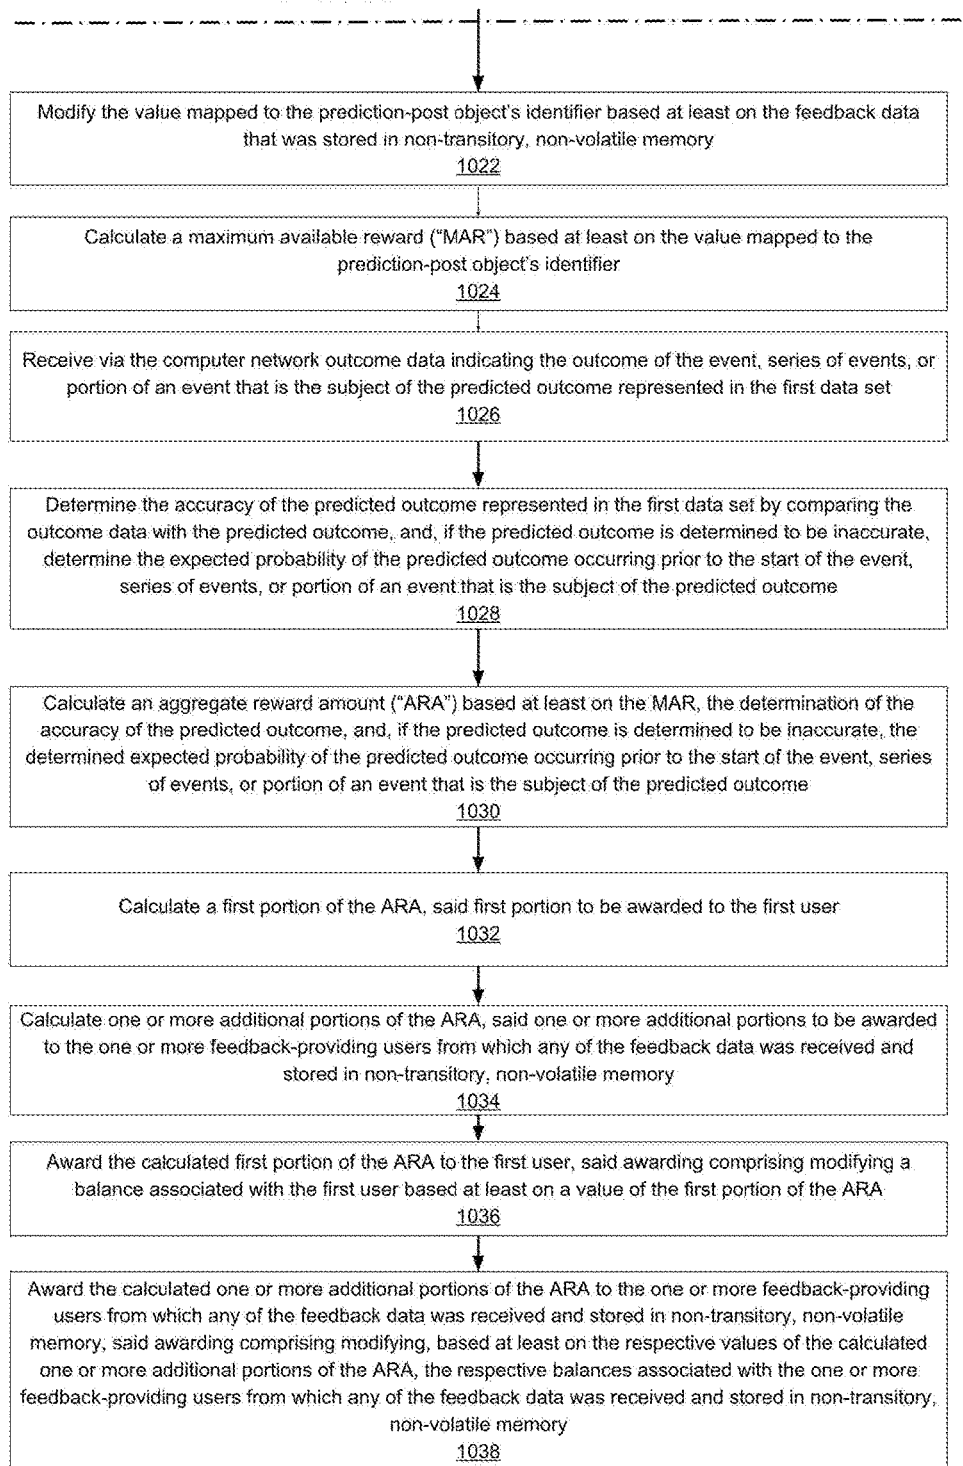 Modify the value mapped to the prediction-post object's identifier based at least on the feedback data
that was stored in non-transitory, non-volatile memory
1022
Calculate a maximum available reward ("MAR") based at least on the value mapped to the
prediction-post object's identifier
1024
Receive via the computer network outcome data indicating the outcome of the event, series of events, or
portion of an event that is the subject of the predicted outcome represented in the first data set
1026
Determine the accuracy of the predicted outcome represented in the first data set by comparing the
outcome data with the predicted outcome, and, if the predicted outcome is determined to be inaccurate,
determine the expected probability of the predicted outcome occurring prior to the start of the event,
series of events, or portion of an event that is the subject of the predicted outcome
1028
Calculate an aggregate reward amount ("ARA") based at least on the MAR, the determination of the
accuracy of the predicted outcome, and, if the predicted outcome is determined to be inaccurate, the
determined expected probability of the predicted outcome occurring prior to the start of the event, series
of events, or portion of an event that is the subject of the predicted outcome
1030
Calculate a first portion of the ARA, said first portion to be awarded to the first user
1032
Calculate one or more additional portions of the ARA, said one or more additional portions to be awarded
to the one or more feedback-providing users from which any of the feedback data was received and
stored in non-transitory, non-volatile memory
1034
Award the calculated first portion of the ARA to the first user, said awarding comprising modifying a
balance associated with the first user based at least on a value of the first portion of the ARA
1036
Award the calculated one or more additional portions of the ARA to the one or more feedback-providing
users from which any of the feedback data was received and stored in non-transitory, non-volatile
memory, said awarding comprising modifying, based at least on the respective values of the calculated
one or more additional portions of the ARA, the respective balances associated with the one or more
feedback-providing users from which any of the feedback data was received and stored in non-transitory,
non-volatile memory
1038